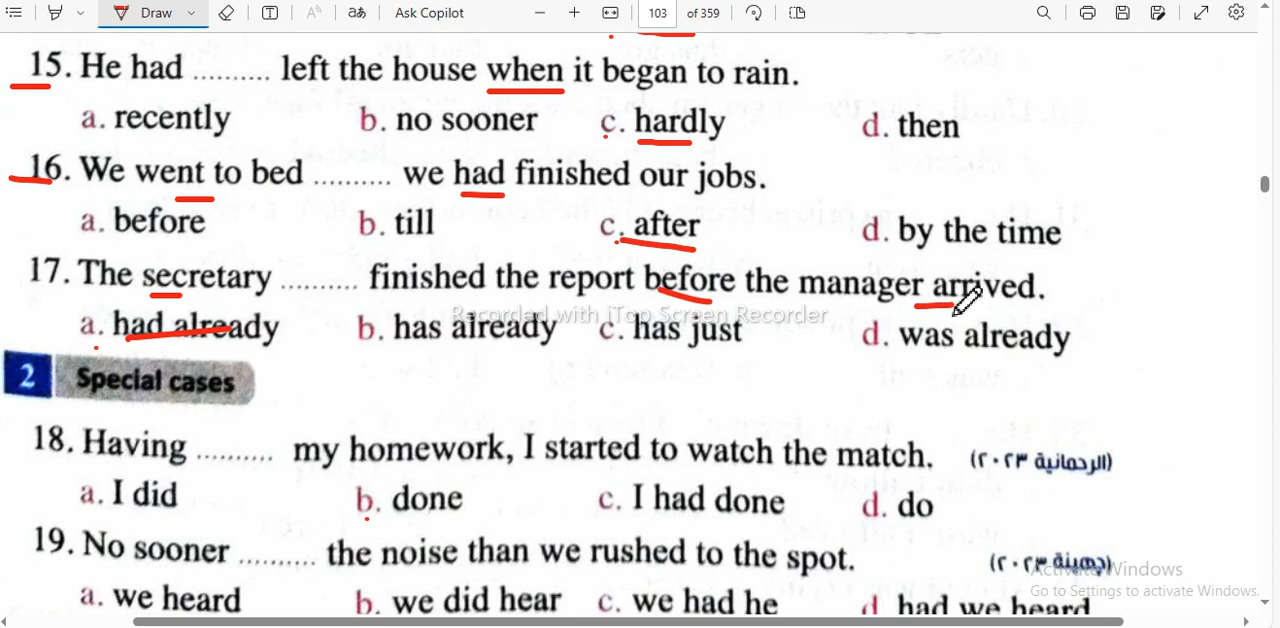 Draw
Ask Copilot
103 of 359
15. He had .......... left the house when it began to rain.
a. recently b. no sooner c. hardly d. then
16. We went to bed .......... we had finished our jobs.
a. before b. till c. after d. by the time
17. The secretary .......... finished the report before the manager arrived.
Recorded with iTop Screen Recorder
a. had already b. has already c. has just d. was already
2 Special cases
18. Having .......... my homework, I started to watch the match. (الرحمانية ٢٠٢٣)
a. I did b. done c. I had done d. do
19. No sooner .......... the noise than we rushed to the spot. (جهينة ٢٠٢٣)
Activate Windows
Go to Settings to activate Windows.
a. we heard b. we did hear c. we had he d had we heard